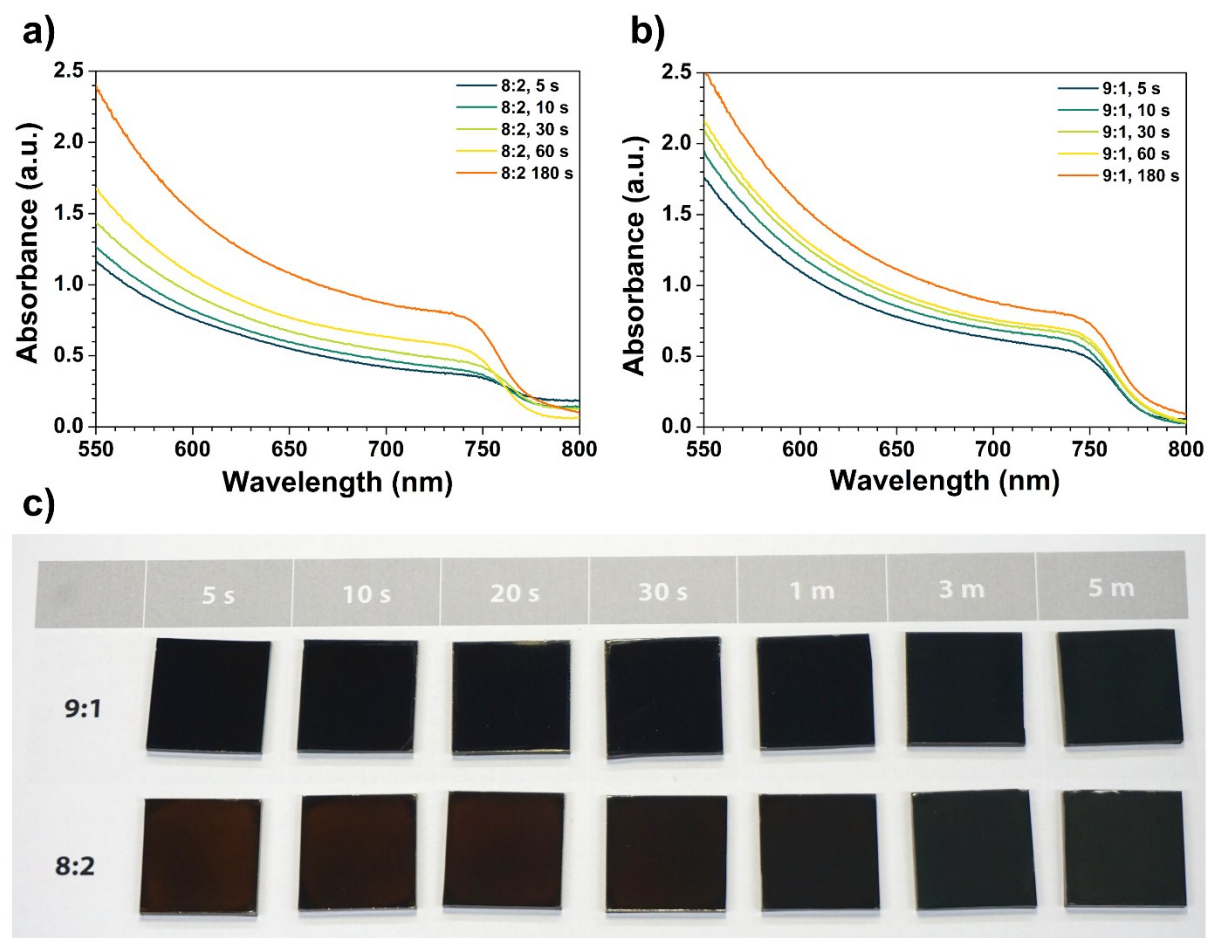 a)
2.5
2.0
1.5
1.0
0.5
0.0
550 600 650 700 750 800
Absorbance (a.u.)
Wavelength (nm)
8:2, 5 s
8:2, 10 s
8:2, 30 s
8:2, 60 s
8:2 180 s
b)
2.5
2.0
1.5
1.0
0.5
0.0
550 600 650 700 750 800
Absorbance (a.u.)
Wavelength (nm)
9:1, 5 s
9:1, 10 s
9:1, 30 s
9:1, 60 s
9:1, 180 s
c)
5 s 10 s 20 s 30 s 1 m 3 m 5 m
9:1
8:2